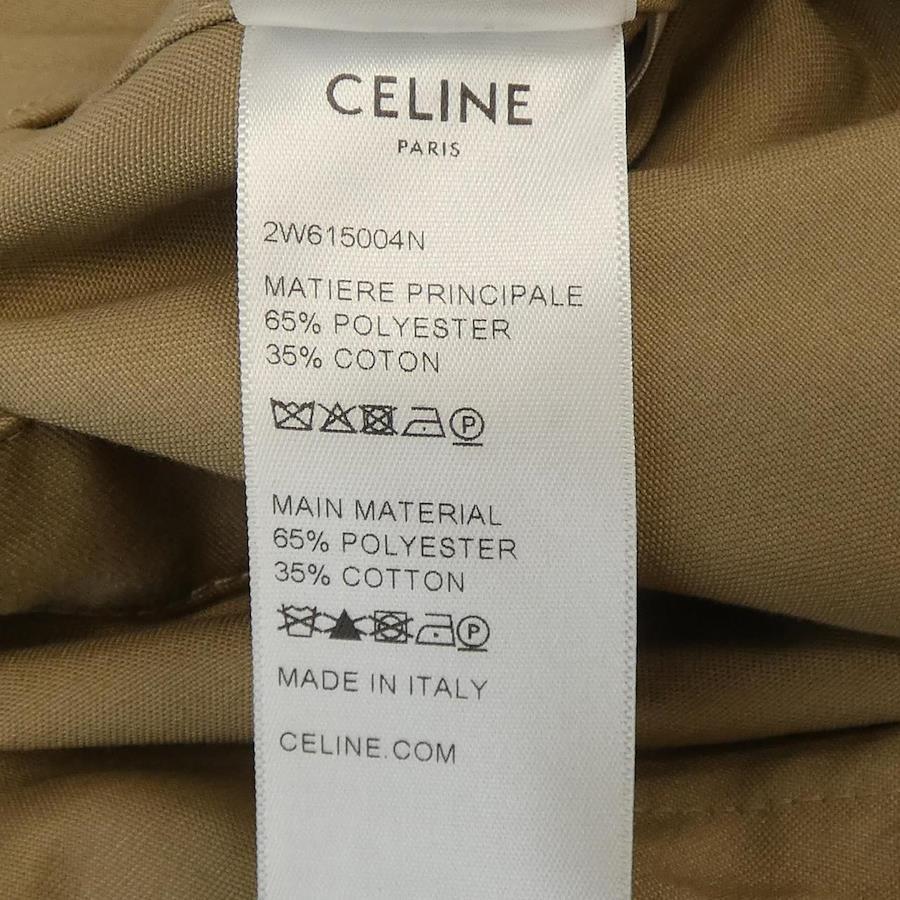 CELINE
PARIS
2W615004N
MATIERE PRINCIPALE
65% POLYESTER
35% COTON
P
MAIN MATERIAL
65% POLYESTER
35% COTTON
P
MADE IN ITALY
CELINE.COM